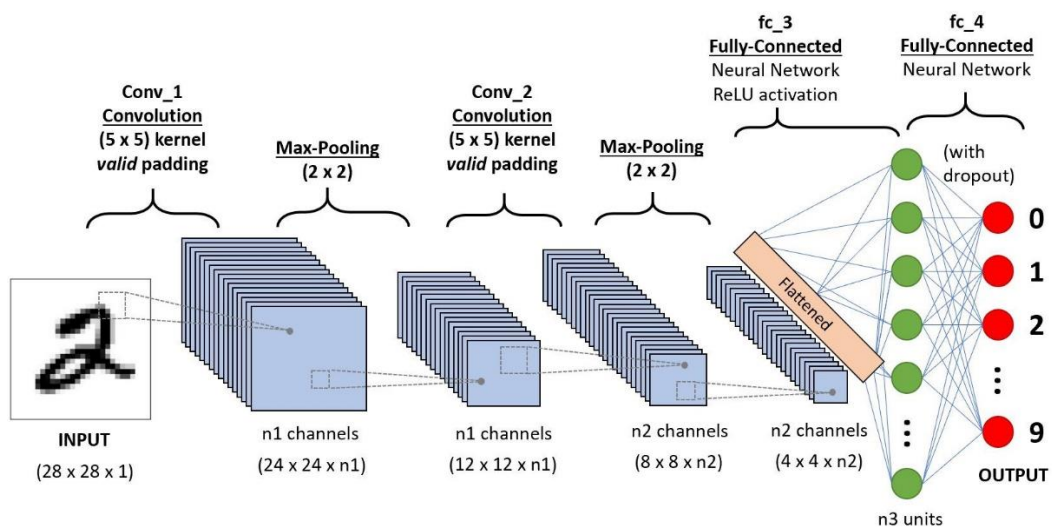 fc_3
Fully-Connected
Neural Network
ReLU activation
fc_4
Fully-Connected
Neural Network
Conv_1
Convolution
(5 x 5) kernel
valid padding
Max-Pooling
(2 x 2)
Conv_2
Convolution
(5 x 5) kernel
valid padding
Max-Pooling
(2 x 2)
(with
dropout)
Flattened
0
1
2
9
INPUT
(28 x 28 x 1)
n1 channels
(24 x 24 x n1)
n1 channels
(12 x 12 x n1)
n2 channels
(8 x 8 x n2)
n2 channels
(4 x 4 x n2)
n3 units
OUTPUT
2